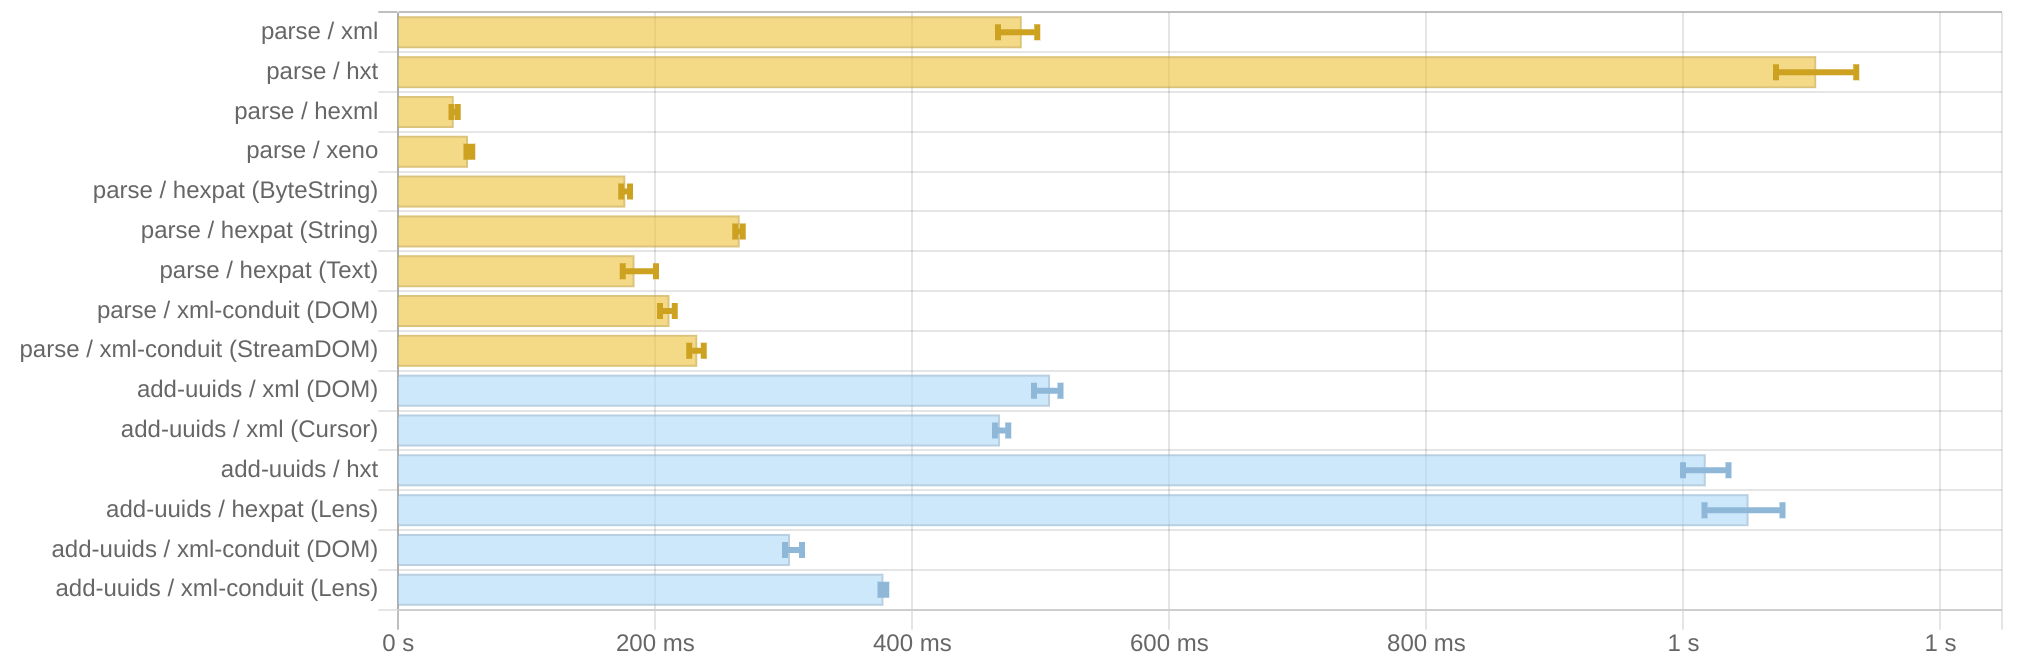 parse / xml
parse / hxt
parse / hexml
parse / xeno
parse / hexpat (ByteString)
parse / hexpat (String)
parse / hexpat (Text)
parse / xml-conduit (DOM)
parse / xml-conduit (StreamDOM)
add-uuids / xml (DOM)
add-uuids / xml (Cursor)
add-uuids / hxt
add-uuids / hexpat (Lens)
add-uuids / xml-conduit (DOM)
add-uuids / xml-conduit (Lens)
0 s 200 ms 400 ms 600 ms 800 ms 1 s 1 s